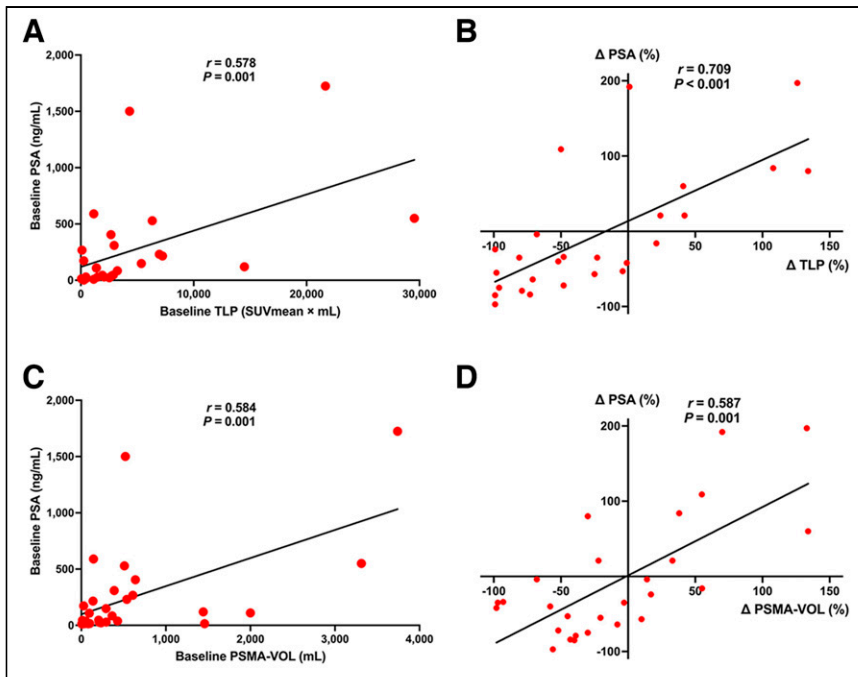 A
r = 0.578
P = 0.001
2,000
1,500
1,000
500
0
Baseline PSA (ng/mL)
0
10,000
20,000
30,000
Baseline TLP (SUVmean × mL)
B
Δ PSA (%)
r = 0.709
P < 0.001
200
100
-100
-100
-50
50
100
150
Δ TLP (%)
C
r = 0.584
P = 0.001
2,000
1,500
1,000
500
0
Baseline PSA (ng/mL)
0
1,000
2,000
3,000
4,000
Baseline PSMA-VOL (mL)
D
Δ PSA (%)
r = 0.587
P = 0.001
200
100
-100
-100
-50
50
100
150
Δ PSMA-VOL (%)